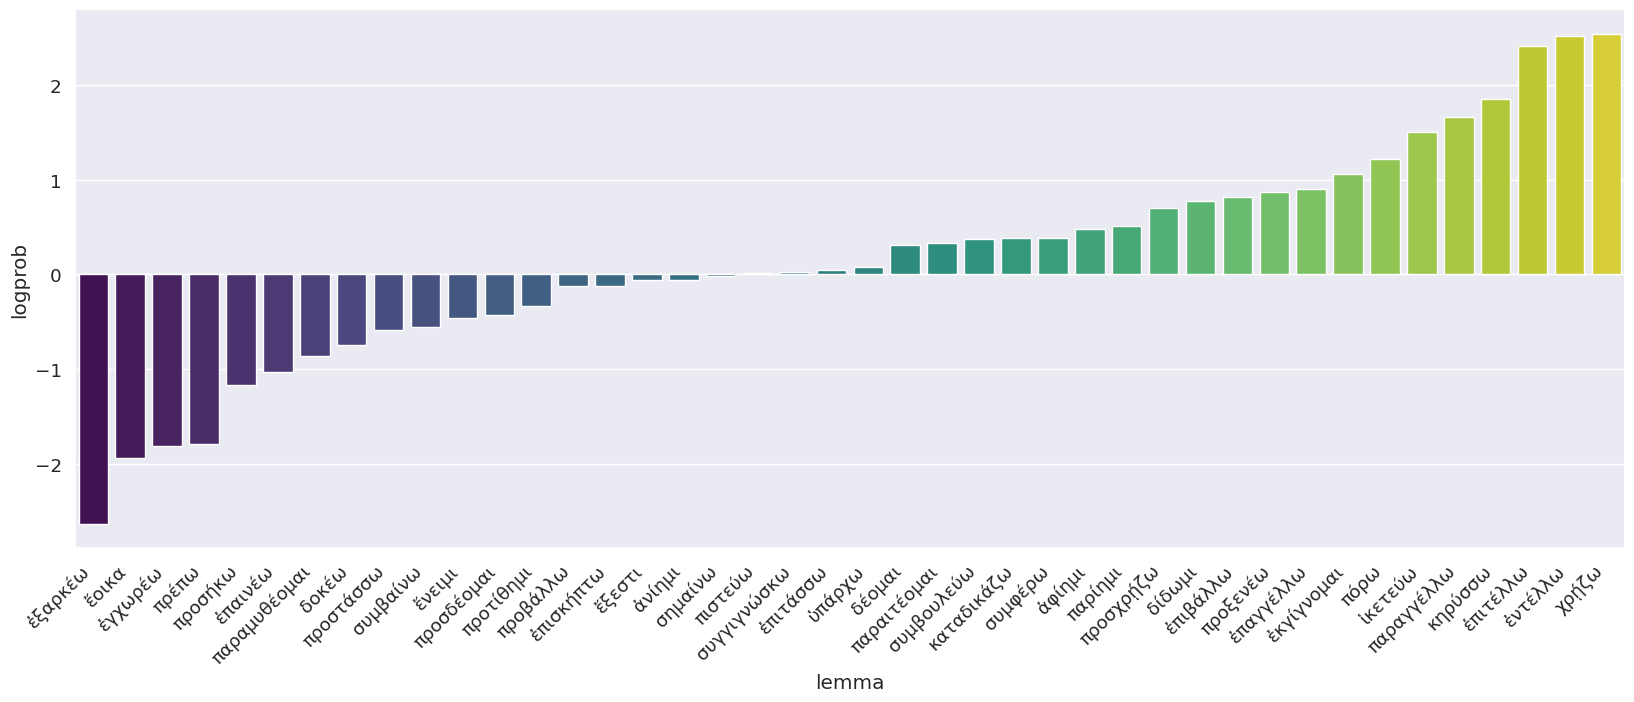 logprob
2
1
0
−1
−2
ἐξαρκέω
ἔοικα
ἐγχωρέω
πρέπω
προσήκω
ἐπαινέω
παραμυθέομαι
δοκέω
προστάσσω
συμβαίνω
ἔνειμι
προσδέομαι
προτίθημι
προβάλλω
ἐπισκήπτω
ἔξεστι
ἀνίημι
σημαίνω
πιστεύω
συγγιγνώσκω
ἐπιτάσσω
ὑπάρχω
δέομαι
παραιτέομαι
συμβουλεύω
καταδικάζω
συμφέρω
ἀφίημι
παρίημι
προσχρήζω
δίδωμι
ἐπιβάλλω
προξενέω
ἐπαγγέλλω
ἐκγίγνομαι
πόρω
ἱκετεύω
παραγγέλλω
κηρύσσω
ἐπιτέλλω
ἐντέλλω
χρήζω
lemma